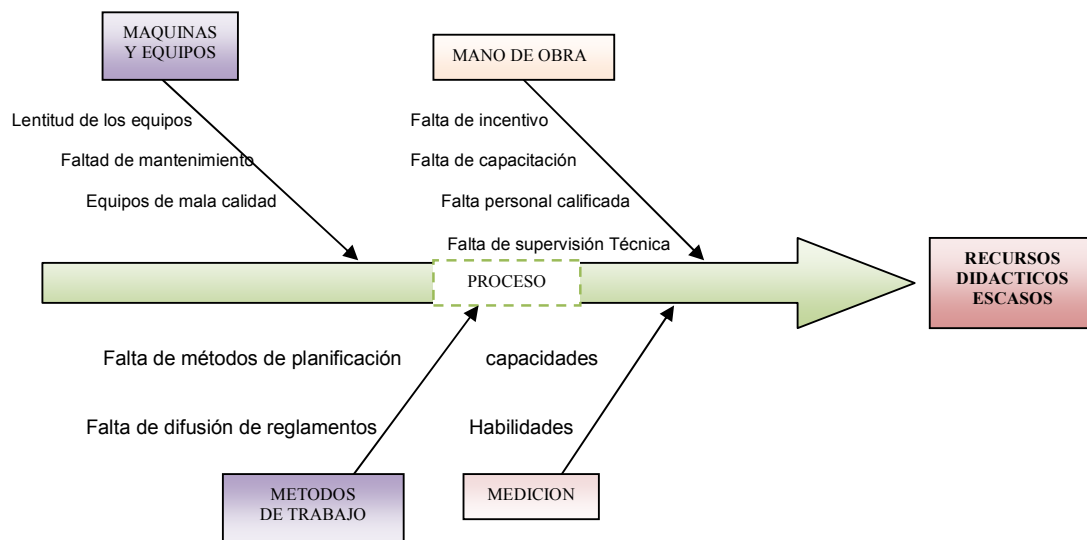 MAQUINAS
Y EQUIPOS
Lentitud de los equipos
Faltad de mantenimiento
Equipos de mala calidad
MANO DE OBRA
Falta de incentivo
Falta de capacitación
Falta personal calificada
Falta de supervisión Técnica
PROCESO
RECURSOS
DIDACTICOS
ESCASOS
Falta de métodos de planificación
Falta de difusión de reglamentos
METODOS
DE TRABAJO
capacidades
Habilidades
MEDICION